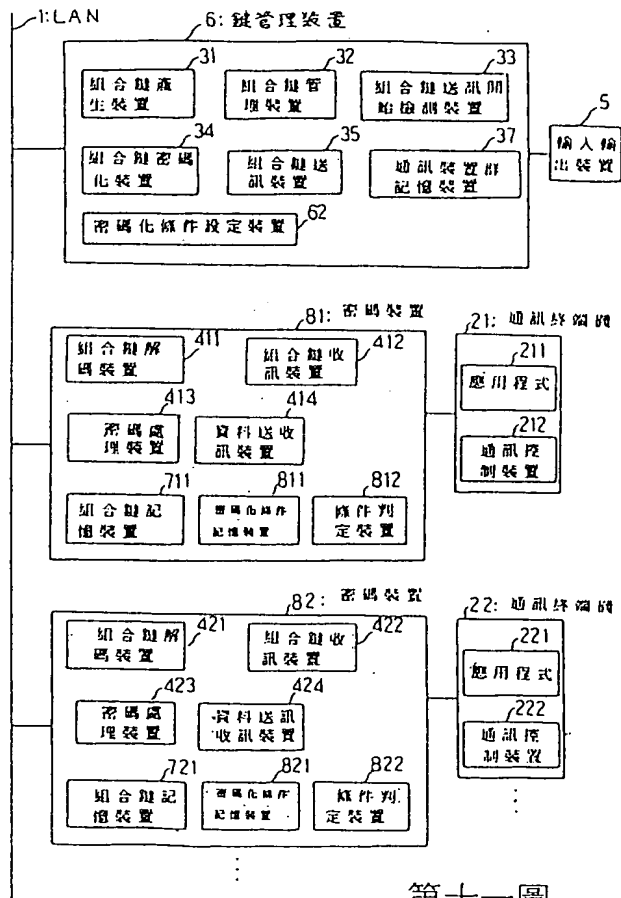 1:LAN
6:鍵管理裝置
31
32
33
組合鍵產
生裝置
組合鍵管
理裝置
組合鍵送訊開
始檢測裝置
34
35
37
5
組合鍵密碼
化裝置
組合鍵送
訊裝置
通訊裝置群
記憶裝置
輸入輸
出裝置
密碼化條件設定裝置
62
81:密碼裝置
21:通訊終端機
組合鍵解
碼裝置
411
組合鍵收
訊裝置
412
211
應用程式
413
414
密碼處
理裝置
資料送收
訊裝置
212
通訊控
制裝置
711
811
812
組合鍵記
憶裝置
密碼化條件
記憶裝置
條件判
定裝置
82:密碼裝置
22:通訊終端機
組合鍵解
碼裝置
421
組合鍵收
訊裝置
422
221
應用程式
423
424
密碼處
理裝置
資料送訊
收訊裝置
222
通訊控
制裝置
721
821
822
組合鍵記
憶裝置
密碼化條件
記憶裝置
條件判
定裝置
第十一圖